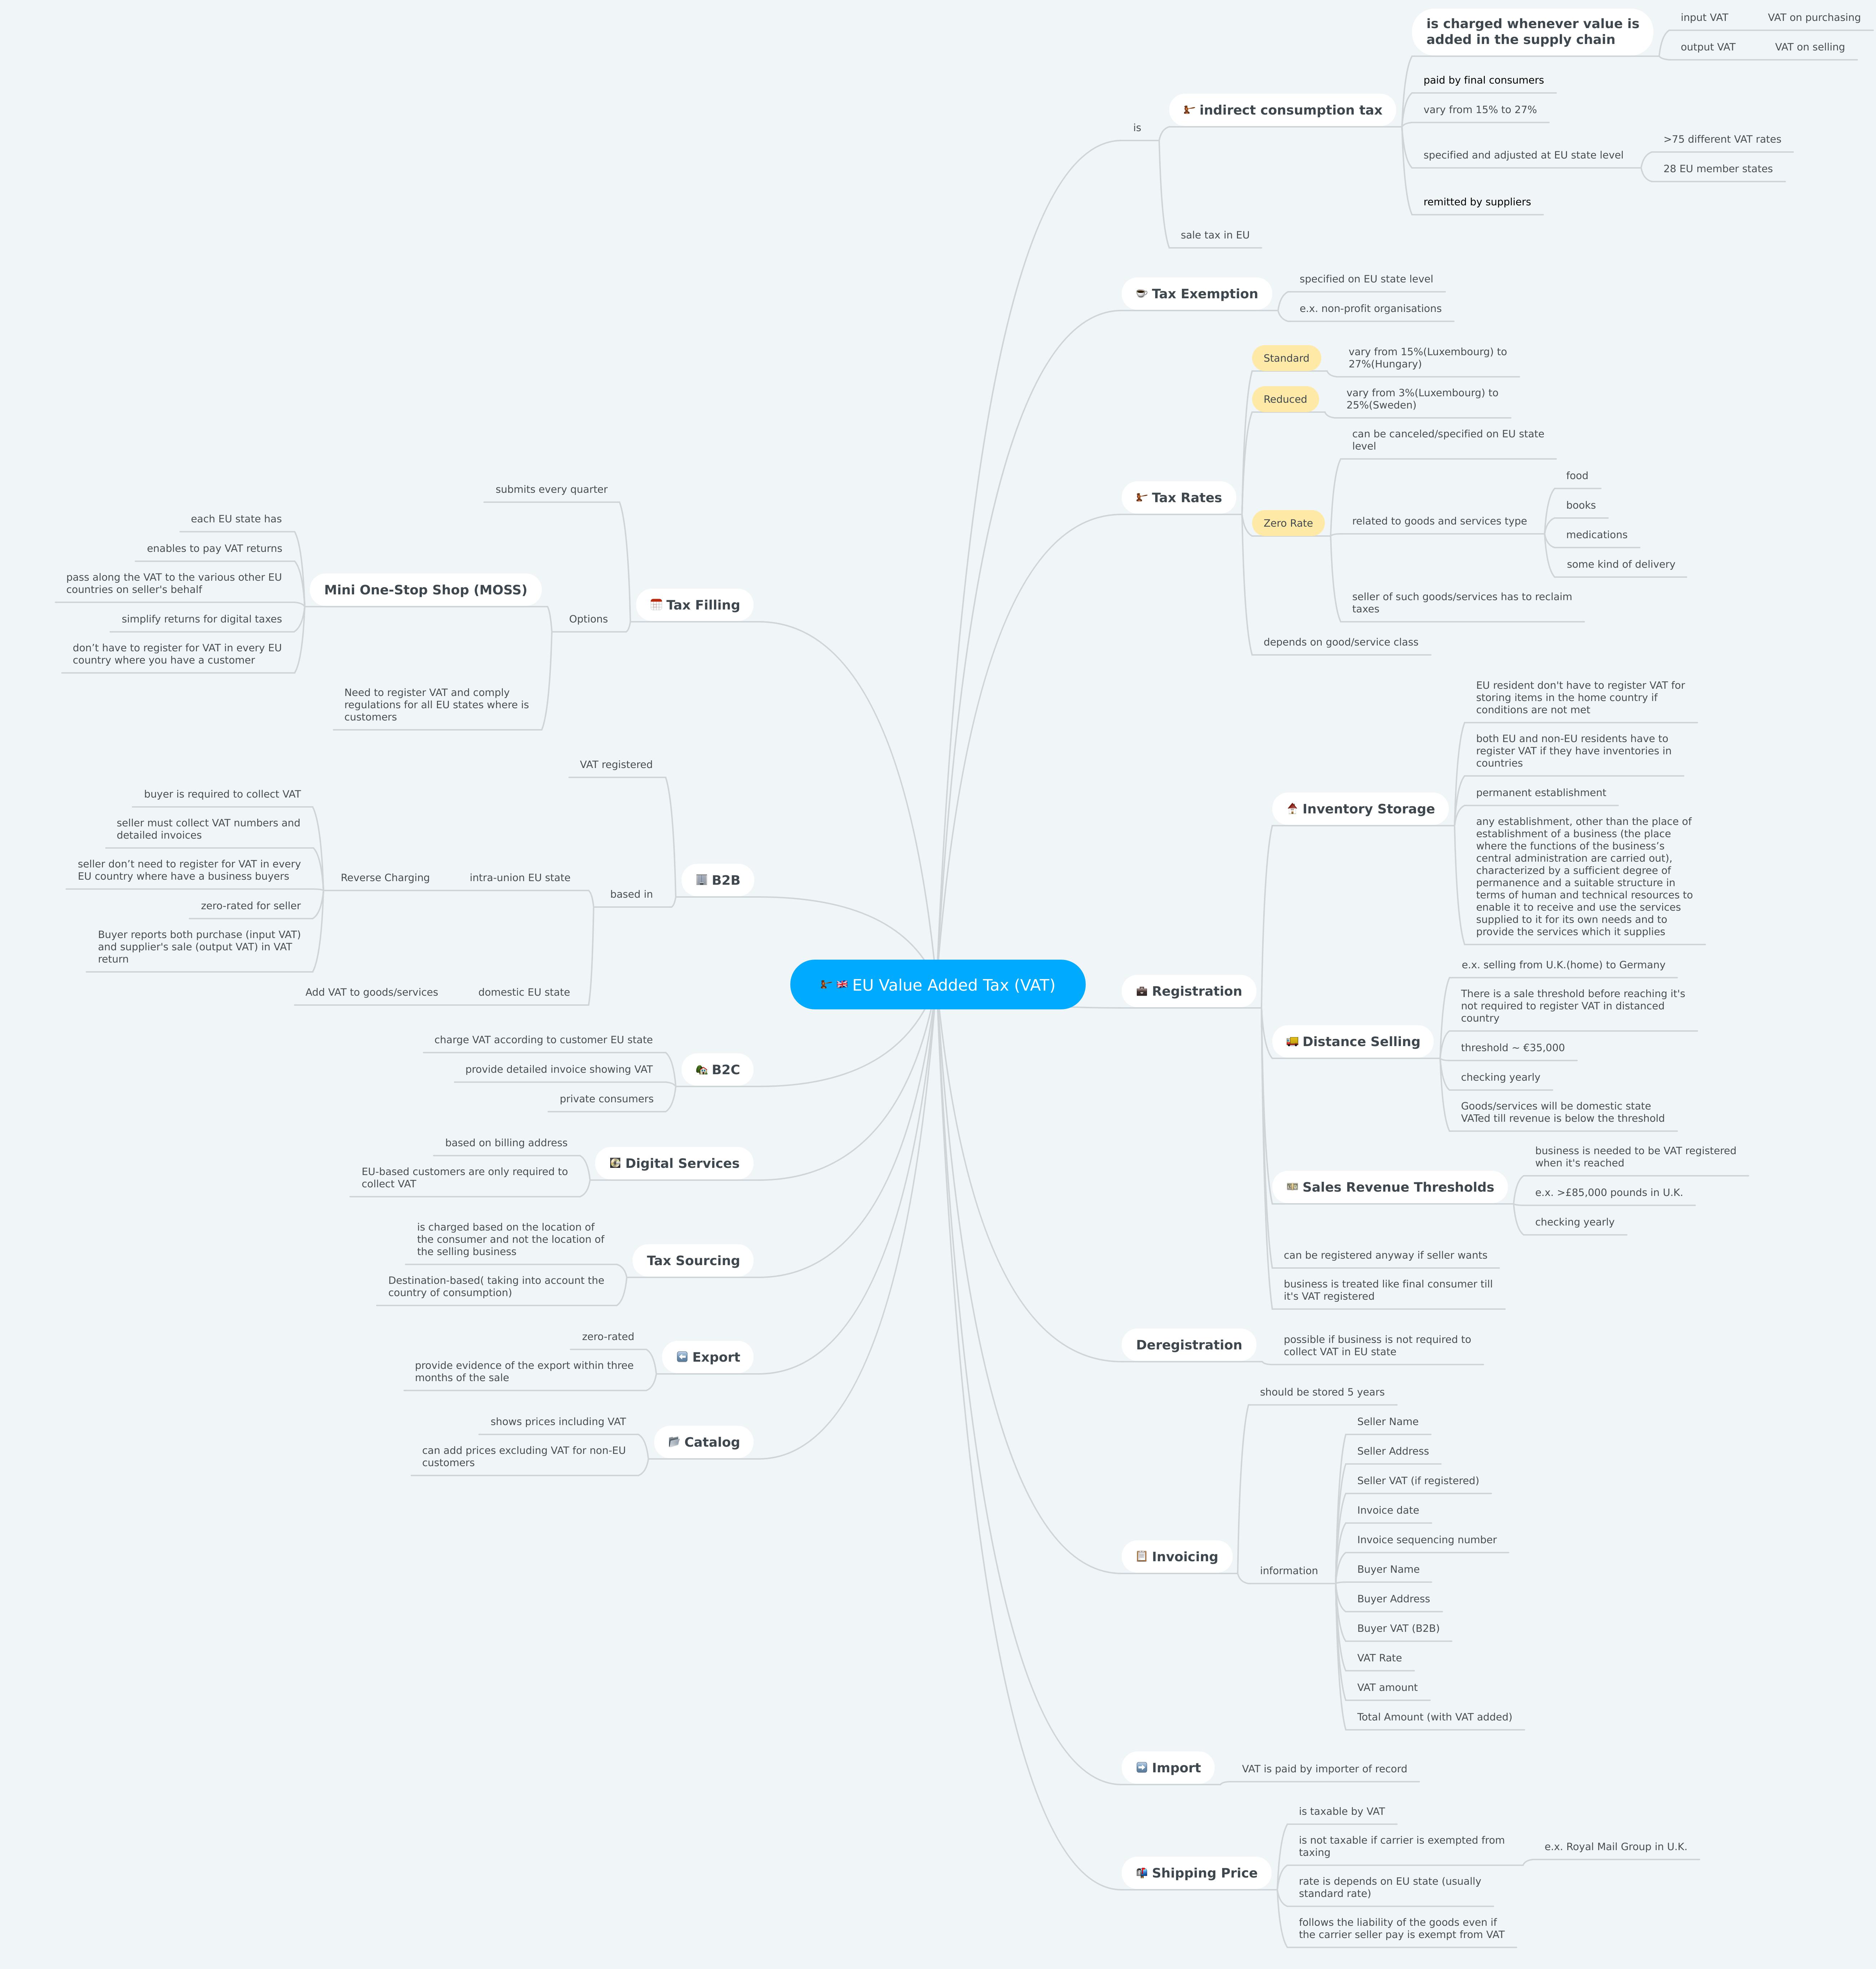 EU Value Added Tax (VAT)
is
indirect consumption tax
is charged whenever value is
added in the supply chain
input VAT
VAT on purchasing
output VAT
VAT on selling
paid by final consumers
vary from 15% to 27%
specified and adjusted at EU state level
>75 different VAT rates
28 EU member states
remitted by suppliers
sale tax in EU
Tax Exemption
specified on EU state level
e.x. non-profit organisations
Tax Rates
Standard
vary from 15%(Luxembourg) to
27%(Hungary)
Reduced
vary from 3%(Luxembourg) to
25%(Sweden)
Zero Rate
can be canceled/specified on EU state
level
related to goods and services type
food
books
medications
some kind of delivery
seller of such goods/services has to reclaim
taxes
depends on good/service class
Registration
Inventory Storage
EU resident don't have to register VAT for
storing items in the home country if
conditions are not met
both EU and non-EU residents have to
register VAT if they have inventories in
countries
permanent establishment
any establishment, other than the place of
establishment of a business (the place
where the functions of the business’s
central administration are carried out),
characterized by a sufficient degree of
permanence and a suitable structure in
terms of human and technical resources to
enable it to receive and use the services
supplied to it for its own needs and to
provide the services which it supplies
Distance Selling
e.x. selling from U.K.(home) to Germany
There is a sale threshold before reaching it's
not required to register VAT in distanced
country
threshold ~ €35,000
checking yearly
Goods/services will be domestic state
VATed till revenue is below the threshold
Sales Revenue Thresholds
business is needed to be VAT registered
when it's reached
e.x. >£85,000 pounds in U.K.
checking yearly
can be registered anyway if seller wants
business is treated like final consumer till
it's VAT registered
Deregistration
possible if business is not required to
collect VAT in EU state
Invoicing
should be stored 5 years
information
Seller Name
Seller Address
Seller VAT (if registered)
Invoice date
Invoice sequencing number
Buyer Name
Buyer Address
Buyer VAT (B2B)
VAT Rate
VAT amount
Total Amount (with VAT added)
Import
VAT is paid by importer of record
Shipping Price
is taxable by VAT
is not taxable if carrier is exempted from
taxing
e.x. Royal Mail Group in U.K.
rate is depends on EU state (usually
standard rate)
follows the liability of the goods even if
the carrier seller pay is exempt from VAT
Tax Filling
submits every quarter
Options
Mini One-Stop Shop (MOSS)
each EU state has
enables to pay VAT returns
pass along the VAT to the various other EU
countries on seller's behalf
simplify returns for digital taxes
don’t have to register for VAT in every EU
country where you have a customer
Need to register VAT and comply
regulations for all EU states where is
customers
B2B
VAT registered
based in
intra-union EU state
Reverse Charging
buyer is required to collect VAT
seller must collect VAT numbers and
detailed invoices
seller don’t need to register for VAT in every
EU country where have a business buyers
zero-rated for seller
Buyer reports both purchase (input VAT)
and supplier's sale (output VAT) in VAT
return
domestic EU state
Add VAT to goods/services
B2C
charge VAT according to customer EU state
provide detailed invoice showing VAT
private consumers
Digital Services
based on billing address
EU-based customers are only required to
collect VAT
Tax Sourcing
is charged based on the location of
the consumer and not the location of
the selling business
Destination-based( taking into account the
country of consumption)
Export
zero-rated
provide evidence of the export within three
months of the sale
Catalog
shows prices including VAT
can add prices excluding VAT for non-EU
customers